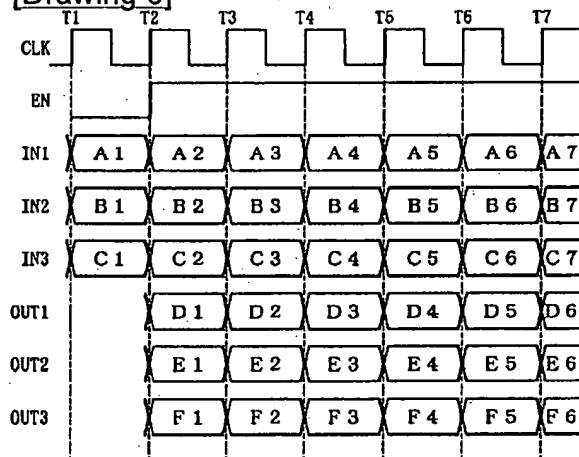 [Drawing 6]
T1 T2 T3 T4 T5 T6 T7
CLK
EN
IN1 A1 A2 A3 A4 A5 A6 A7
IN2 B1 B2 B3 B4 B5 B6 B7
IN3 C1 C2 C3 C4 C5 C6 C7
OUT1 D1 D2 D3 D4 D5 D6
OUT2 E1 E2 E3 E4 E5 E6
OUT3 F1 F2 F3 F4 F5 F6